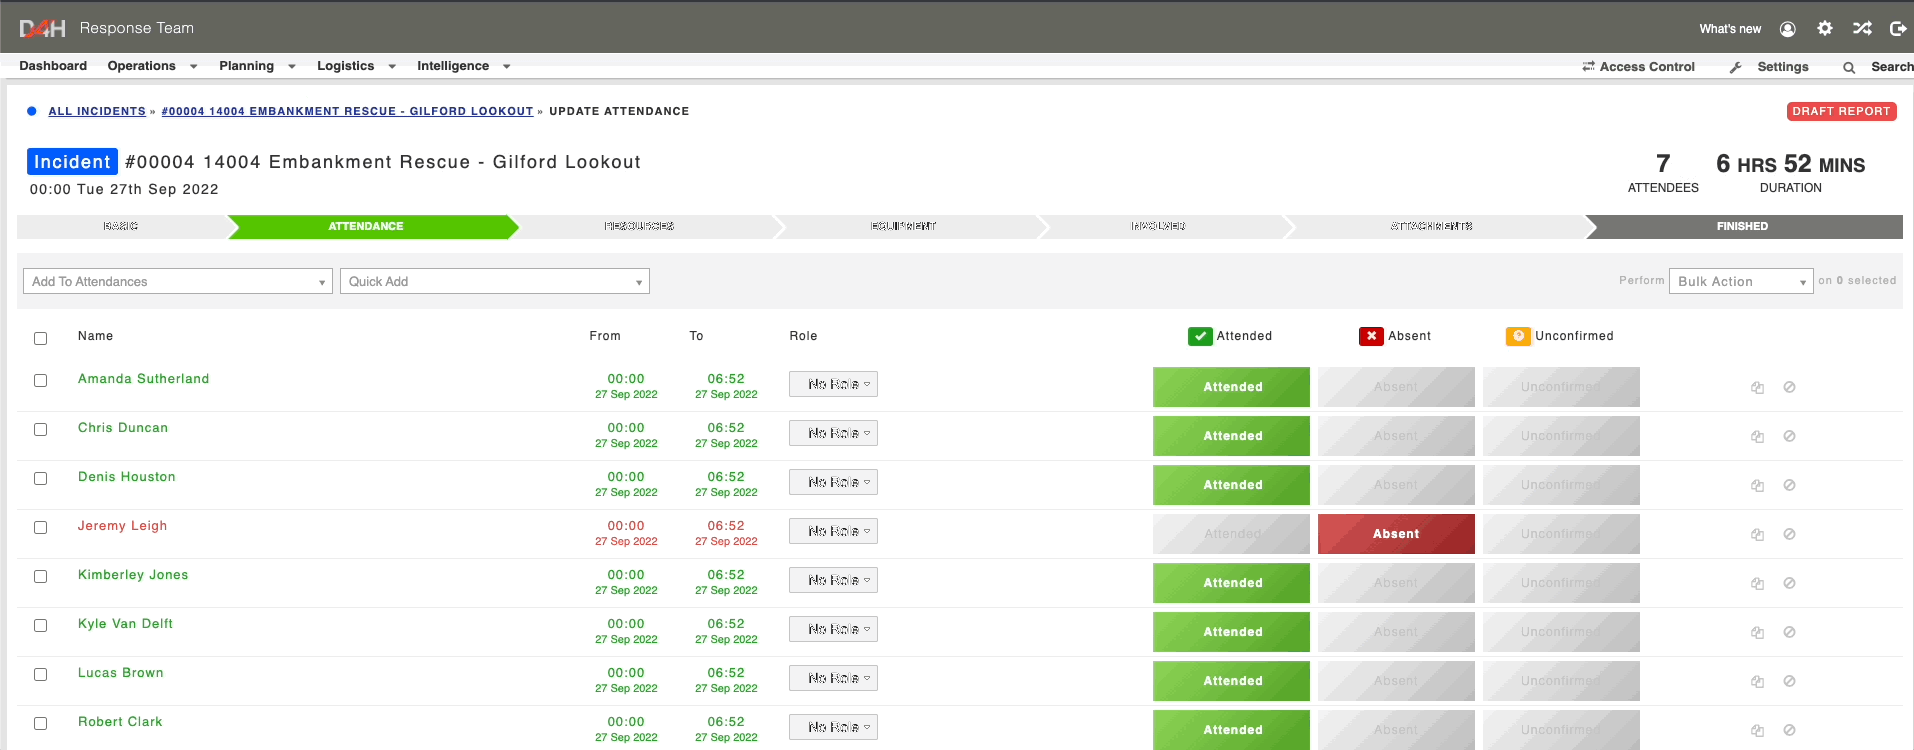 D4H Response Team What's new
Dashboard Operations Planning Logistics Intelligence Access Control Settings Search
ALL INCIDENTS » #00004 14004 EMBANKMENT RESCUE - GILFORD LOOKOUT » UPDATE ATTENDANCE DRAFT REPORT
Incident #00004 14004 Embankment Rescue - Gilford Lookout 7 6 HRS 52 MINS
00:00 Tue 27th Sep 2022 ATTENDEES DURATION
BASIC ATTENDANCE RESOURCES EQUIPMENT INVOLVED ATTACHMENTS FINISHED
Add To Attendances Quick Add Perform Bulk Action on 0 selected
Name From To Role Attended Absent Unconfirmed
Amanda Sutherland 00:00 06:52 No Role Attended Absent Unconfirmed
27 Sep 2022 27 Sep 2022
Chris Duncan 00:00 06:52 No Role Attended Absent Unconfirmed
27 Sep 2022 27 Sep 2022
Denis Houston 00:00 06:52 No Role Attended Absent Unconfirmed
27 Sep 2022 27 Sep 2022
Jeremy Leigh 00:00 06:52 No Role Attended Absent Unconfirmed
27 Sep 2022 27 Sep 2022
Kimberley Jones 00:00 06:52 No Role Attended Absent Unconfirmed
27 Sep 2022 27 Sep 2022
Kyle Van Delft 00:00 06:52 No Role Attended Absent Unconfirmed
27 Sep 2022 27 Sep 2022
Lucas Brown 00:00 06:52 No Role Attended Absent Unconfirmed
27 Sep 2022 27 Sep 2022
Robert Clark 00:00 06:52 No Role Attended Absent Unconfirmed
27 Sep 2022 27 Sep 2022